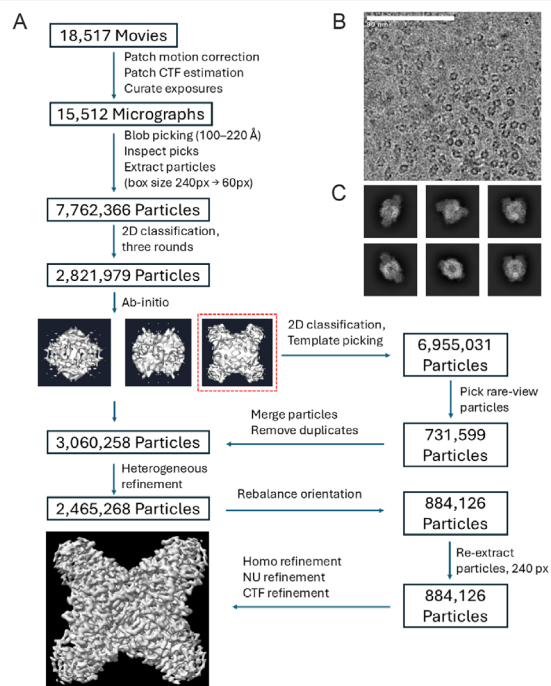 A
18,517 Movies
Patch motion correction
Patch CTF estimation
Curate exposures
15,512 Micrographs
Blob picking (100–220 Å)
Inspect picks
Extract particles
(box size 240px → 60px)
7,762,366 Particles
2D classification,
three rounds
2,821,979 Particles
Ab-initio
2D classification,
Template picking
6,955,031
Particles
Pick rare-view
particles
731,599
Particles
Merge particles
Remove duplicates
3,060,258 Particles
Heterogeneous
refinement
2,465,268 Particles
Rebalance orientation
884,126
Particles
Re-extract
particles, 240 px
884,126
Particles
Homo refinement
NU refinement
CTF refinement
B
C